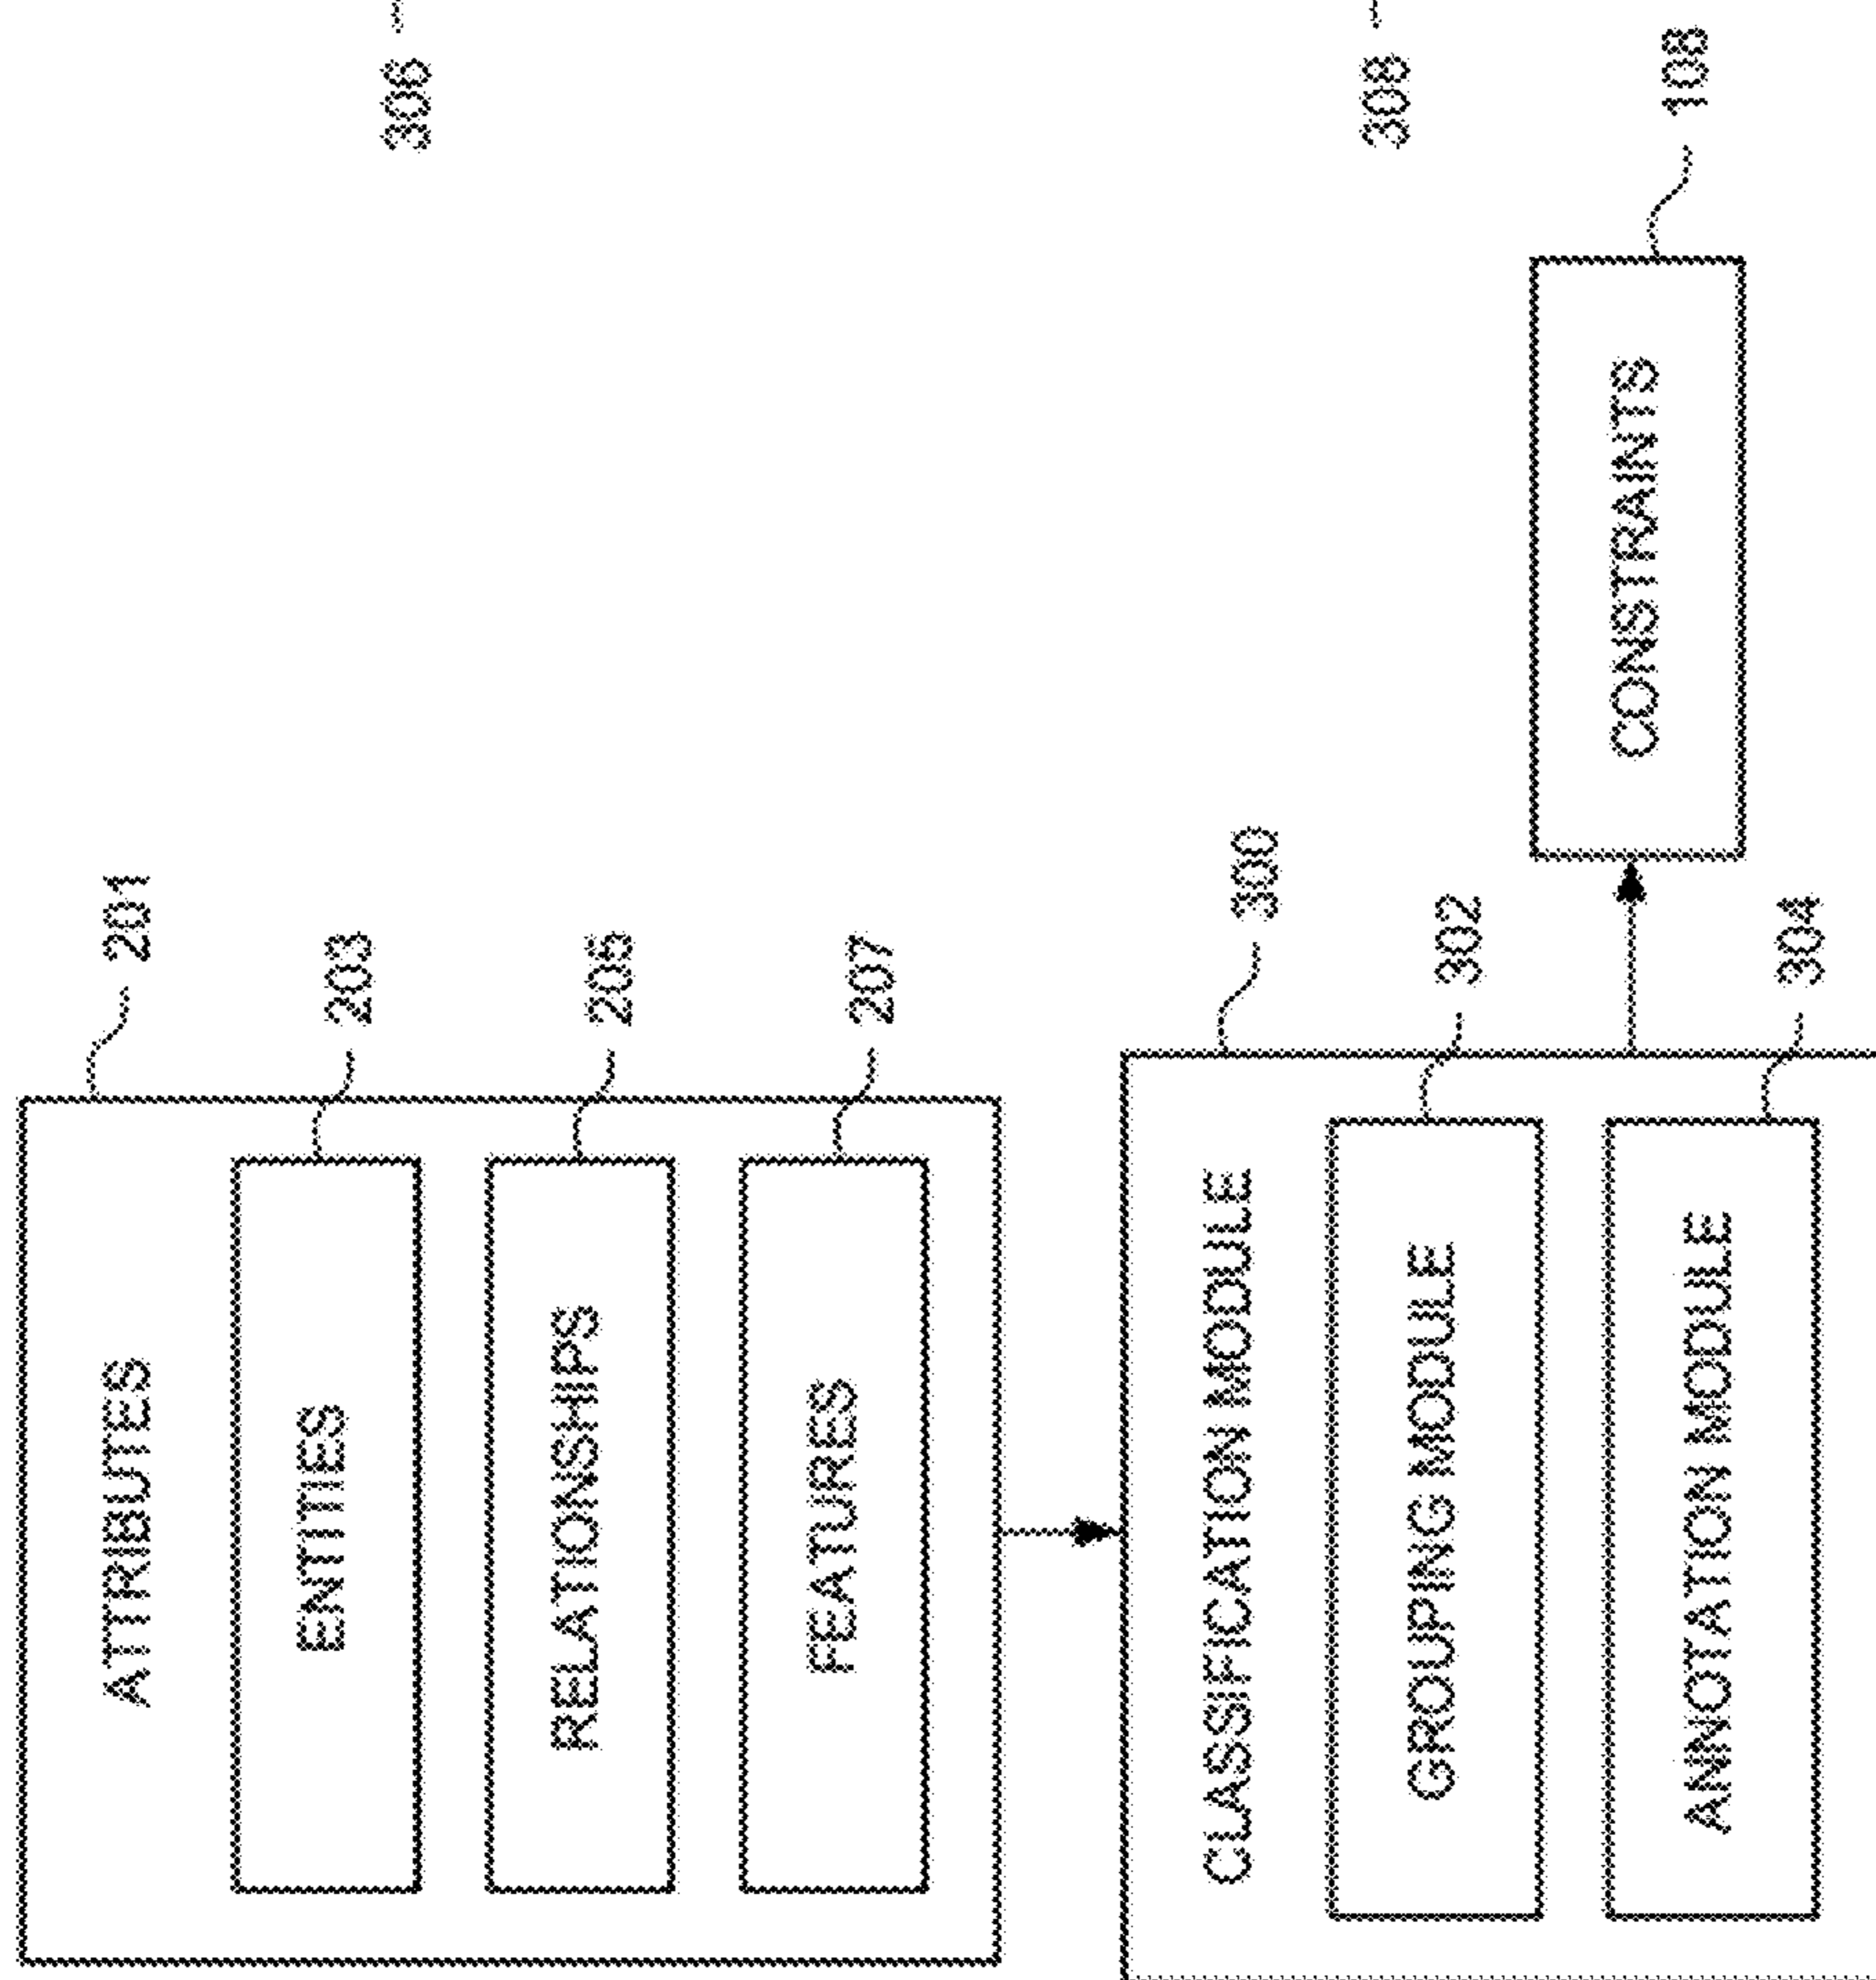 ATTRIBUTES
201
ENTITIES
203
RELATIONSHIPS
205
FEATURES
207
CLASSIFICATION MODULE
300
GROUPING MODULE
302
ANNOTATION MODULE
304
CONSTRAINTS
108
306
308